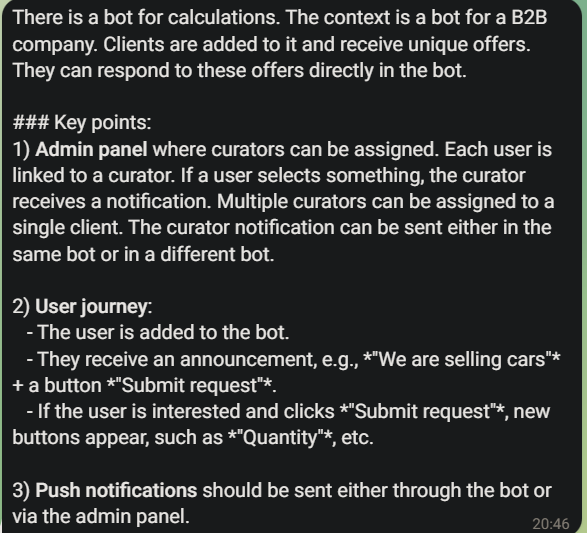 There is a bot for calculations. The context is a bot for a B2B
company. Clients are added to it and receive unique offers.
They can respond to these offers directly in the bot.
### Key points:
1) Admin panel where curators can be assigned. Each user is
linked to a curator. If a user selects something, the curator
receives a notification. Multiple curators can be assigned to a
single client. The curator notification can be sent either in the
same bot or in a different bot.
2) User journey:
- The user is added to the bot.
- They receive an announcement, e.g., *"We are selling cars"*
+ a button *"Submit request"*.
- If the user is interested and clicks *"Submit request"*, new
buttons appear, such as *"Quantity"*, etc.
3) Push notifications should be sent either through the bot or
via the admin panel.
20:46